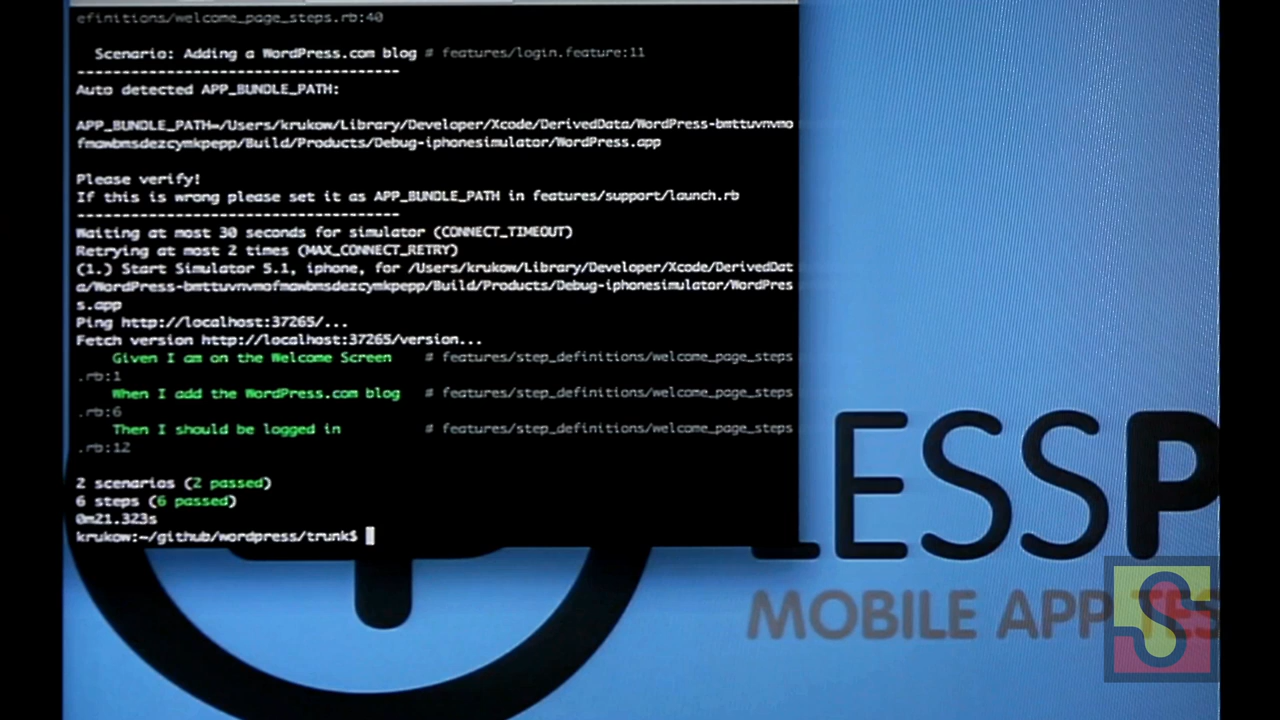 efinitions/welcome_page_steps.rb:40
Scenario: Adding a WordPress.com blog # features/login.feature:11
------------------------------------
Auto detected APP_BUNDLE_PATH:
APP_BUNDLE_PATH=/Users/krukow/Library/Developer/Xcode/DerivedData/WordPress-bmttuvnvmo
fmawbmsdezcymkpepp/Build/Products/Debug-iphonesimulator/WordPress.app
Please verify!
If this is wrong please set it as APP_BUNDLE_PATH in features/support/launch.rb
------------------------------------
Waiting at most 30 seconds for simulator (CONNECT_TIMEOUT)
Retrying at most 2 times (MAX_CONNECT_RETRY)
(1.) Start Simulator 5.1, iphone, for /Users/krukow/Library/Developer/Xcode/DerivedDat
a/WordPress-bmttuvnvmofmawbmsdezcymkpepp/Build/Products/Debug-iphonesimulator/WordPres
s.app
Ping http://localhost:37265/...
Fetch version http://localhost:37265/version...
Given I am on the Welcome Screen # features/step_definitions/welcome_page_steps
.rb:1
When I add the WordPress.com blog # features/step_definitions/welcome_page_steps
.rb:6
Then I should be logged in # features/step_definitions/welcome_page_steps
.rb:12
2 scenarios (2 passed)
6 steps (6 passed)
0m21.323s
krukow:~/github/wordpress/trunk$
LESSP
MOBILE APP TES
S